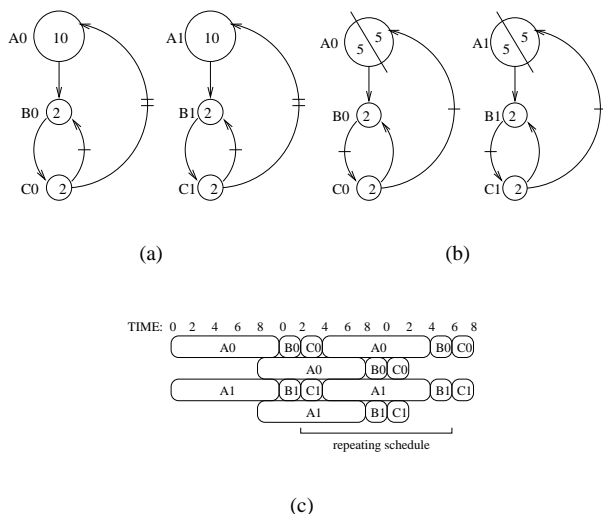 A0 10 A1 10 A0 5 5 A1 5 5
B0 2 B1 2 B0 2 B1 2
C0 2 C1 2 C0 2 C1 2
(a) (b)
TIME: 0 2 4 6 8 0 2 4 6 8 0 2 4 6 8
A0 B0 C0 A0 B0 C0
A0 B0 C0
A1 B1 C1 A1 B1 C1
A1 B1 C1
repeating schedule
(c)